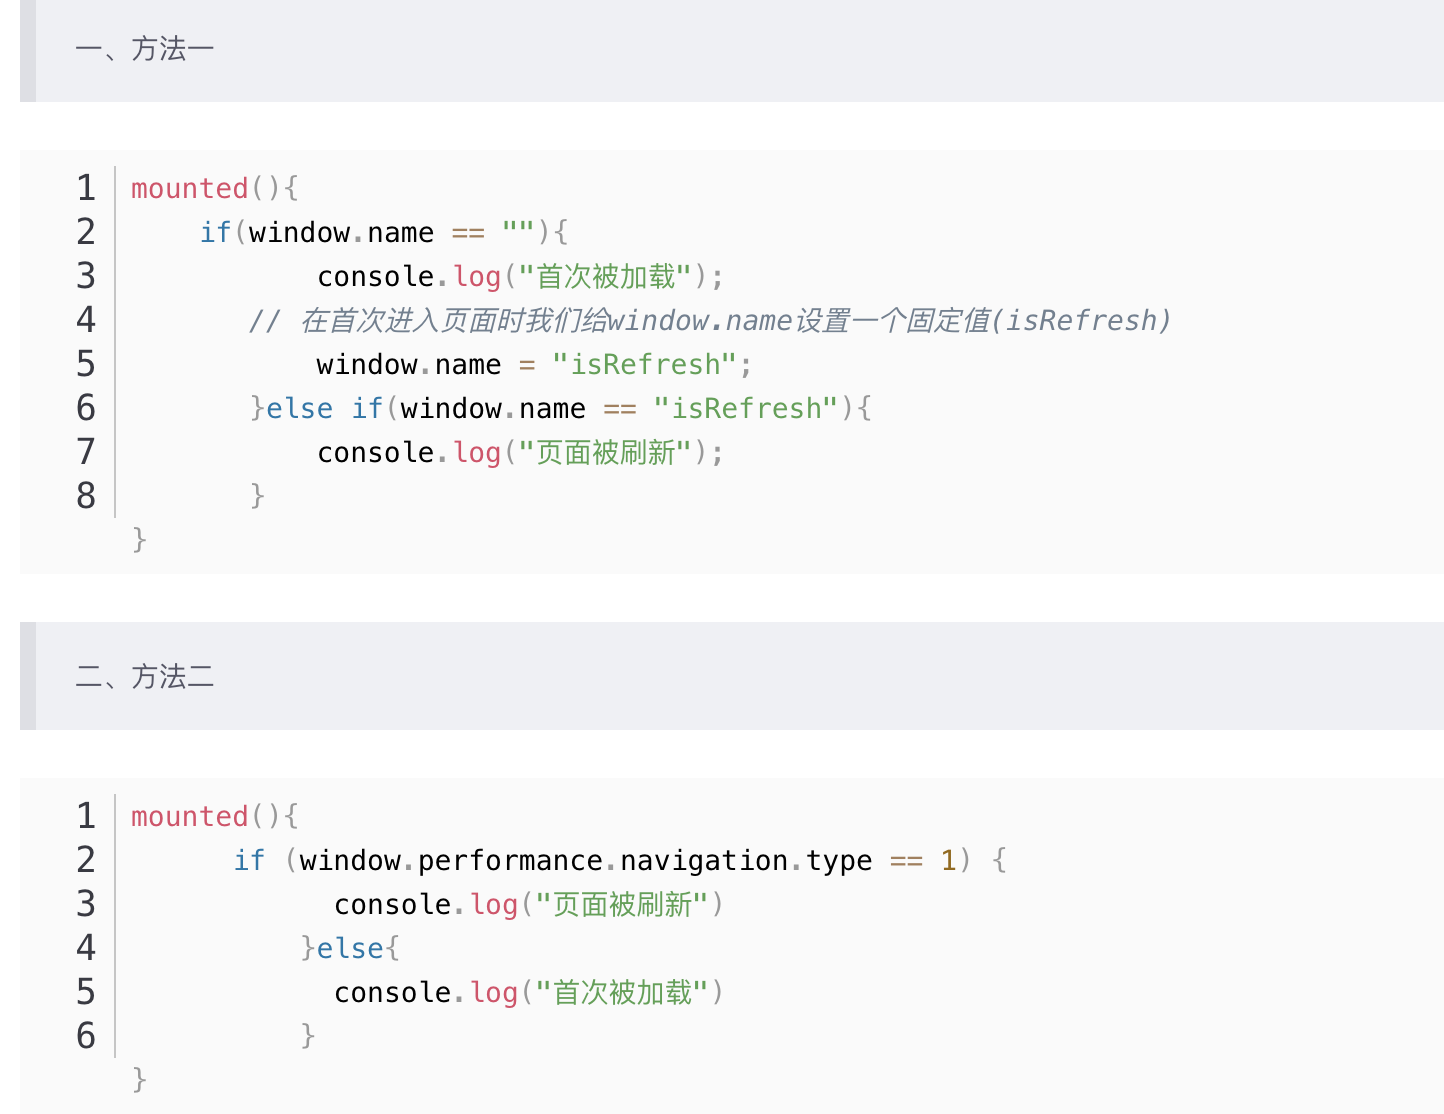 一、方法一
1 mounted(){
2     if(window.name == ""){
3            console.log("首次被加载");
4        // 在首次进入页面时我们给window.name设置一个固定值(isRefresh)
5            window.name = "isRefresh";
6        }else if(window.name == "isRefresh"){
7            console.log("页面被刷新");
8        }
}
二、方法二
1 mounted(){
2       if (window.performance.navigation.type == 1) {
3             console.log("页面被刷新")
4           }else{
5             console.log("首次被加载")
6           }
}